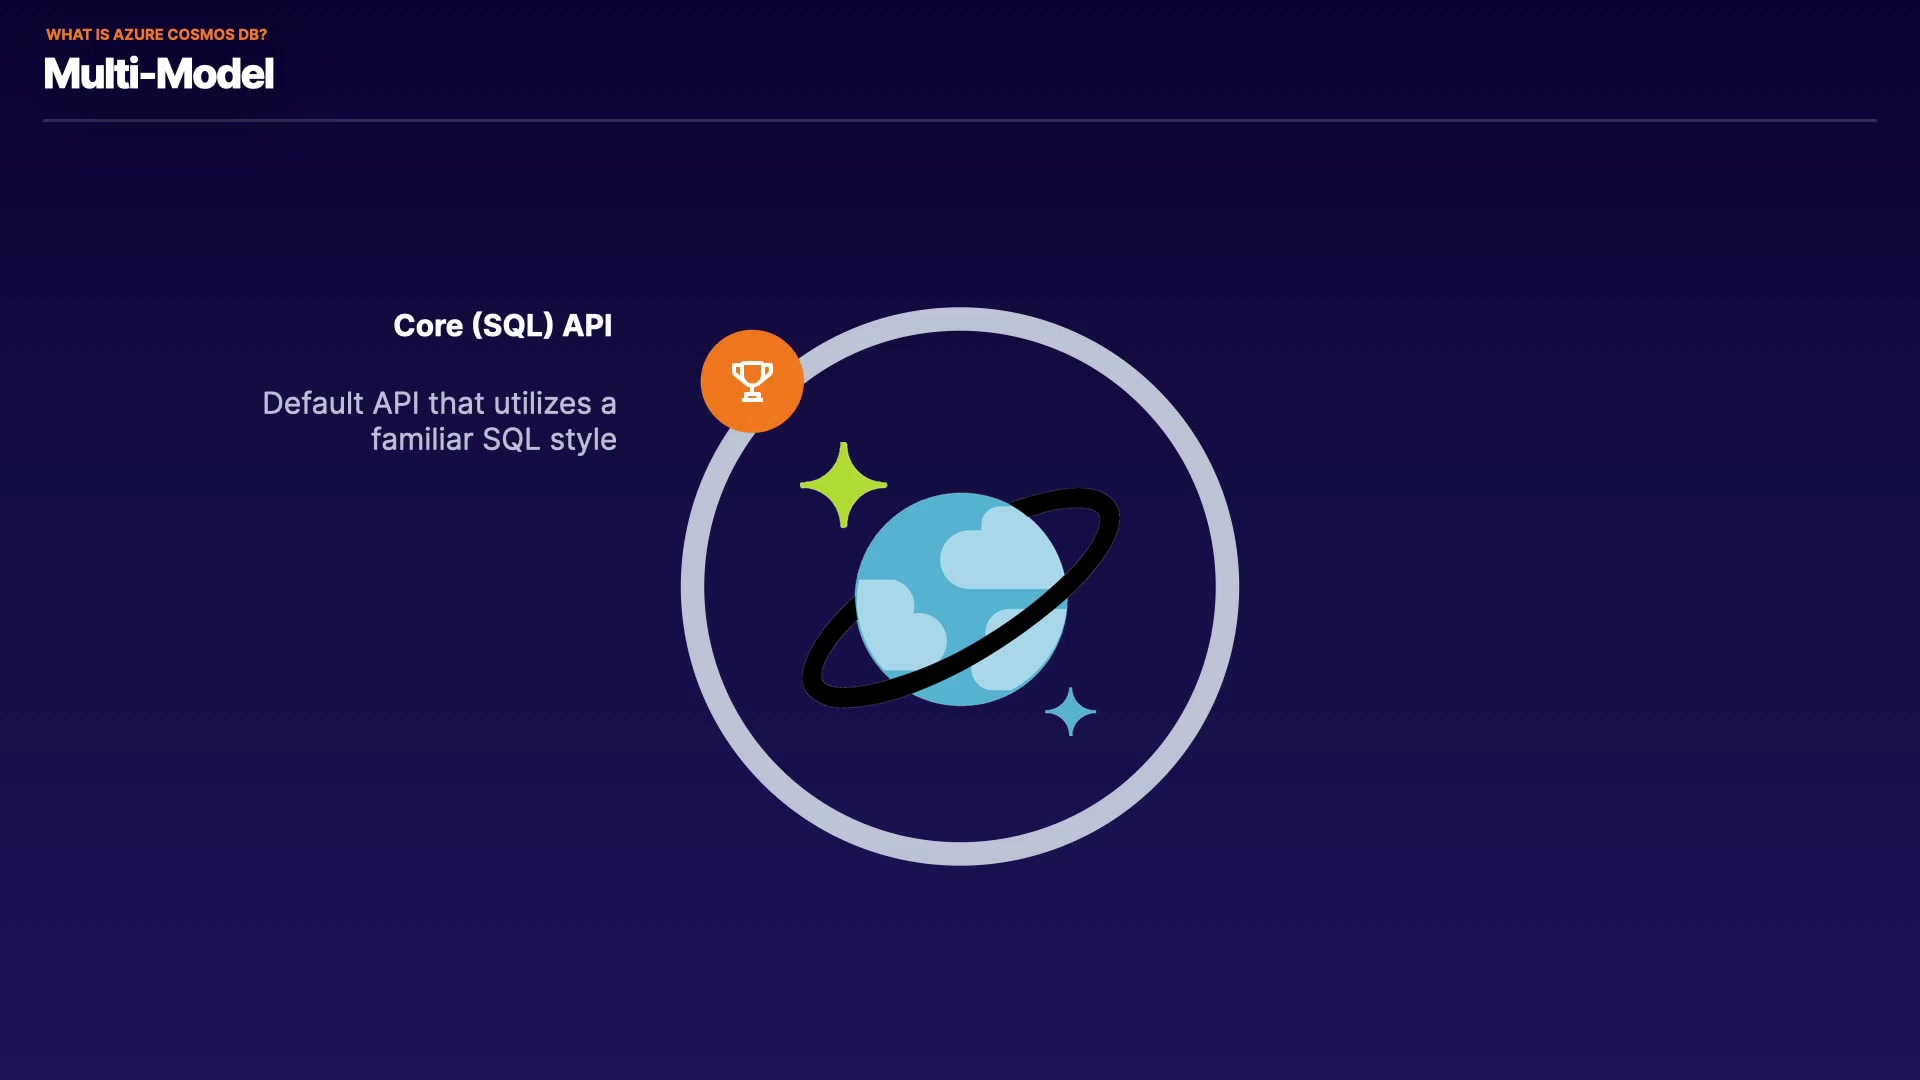 WHAT IS AZURE COSMOS DB?
Multi-Model
Core (SQL) API
Default API that utilizes a
familiar SQL style